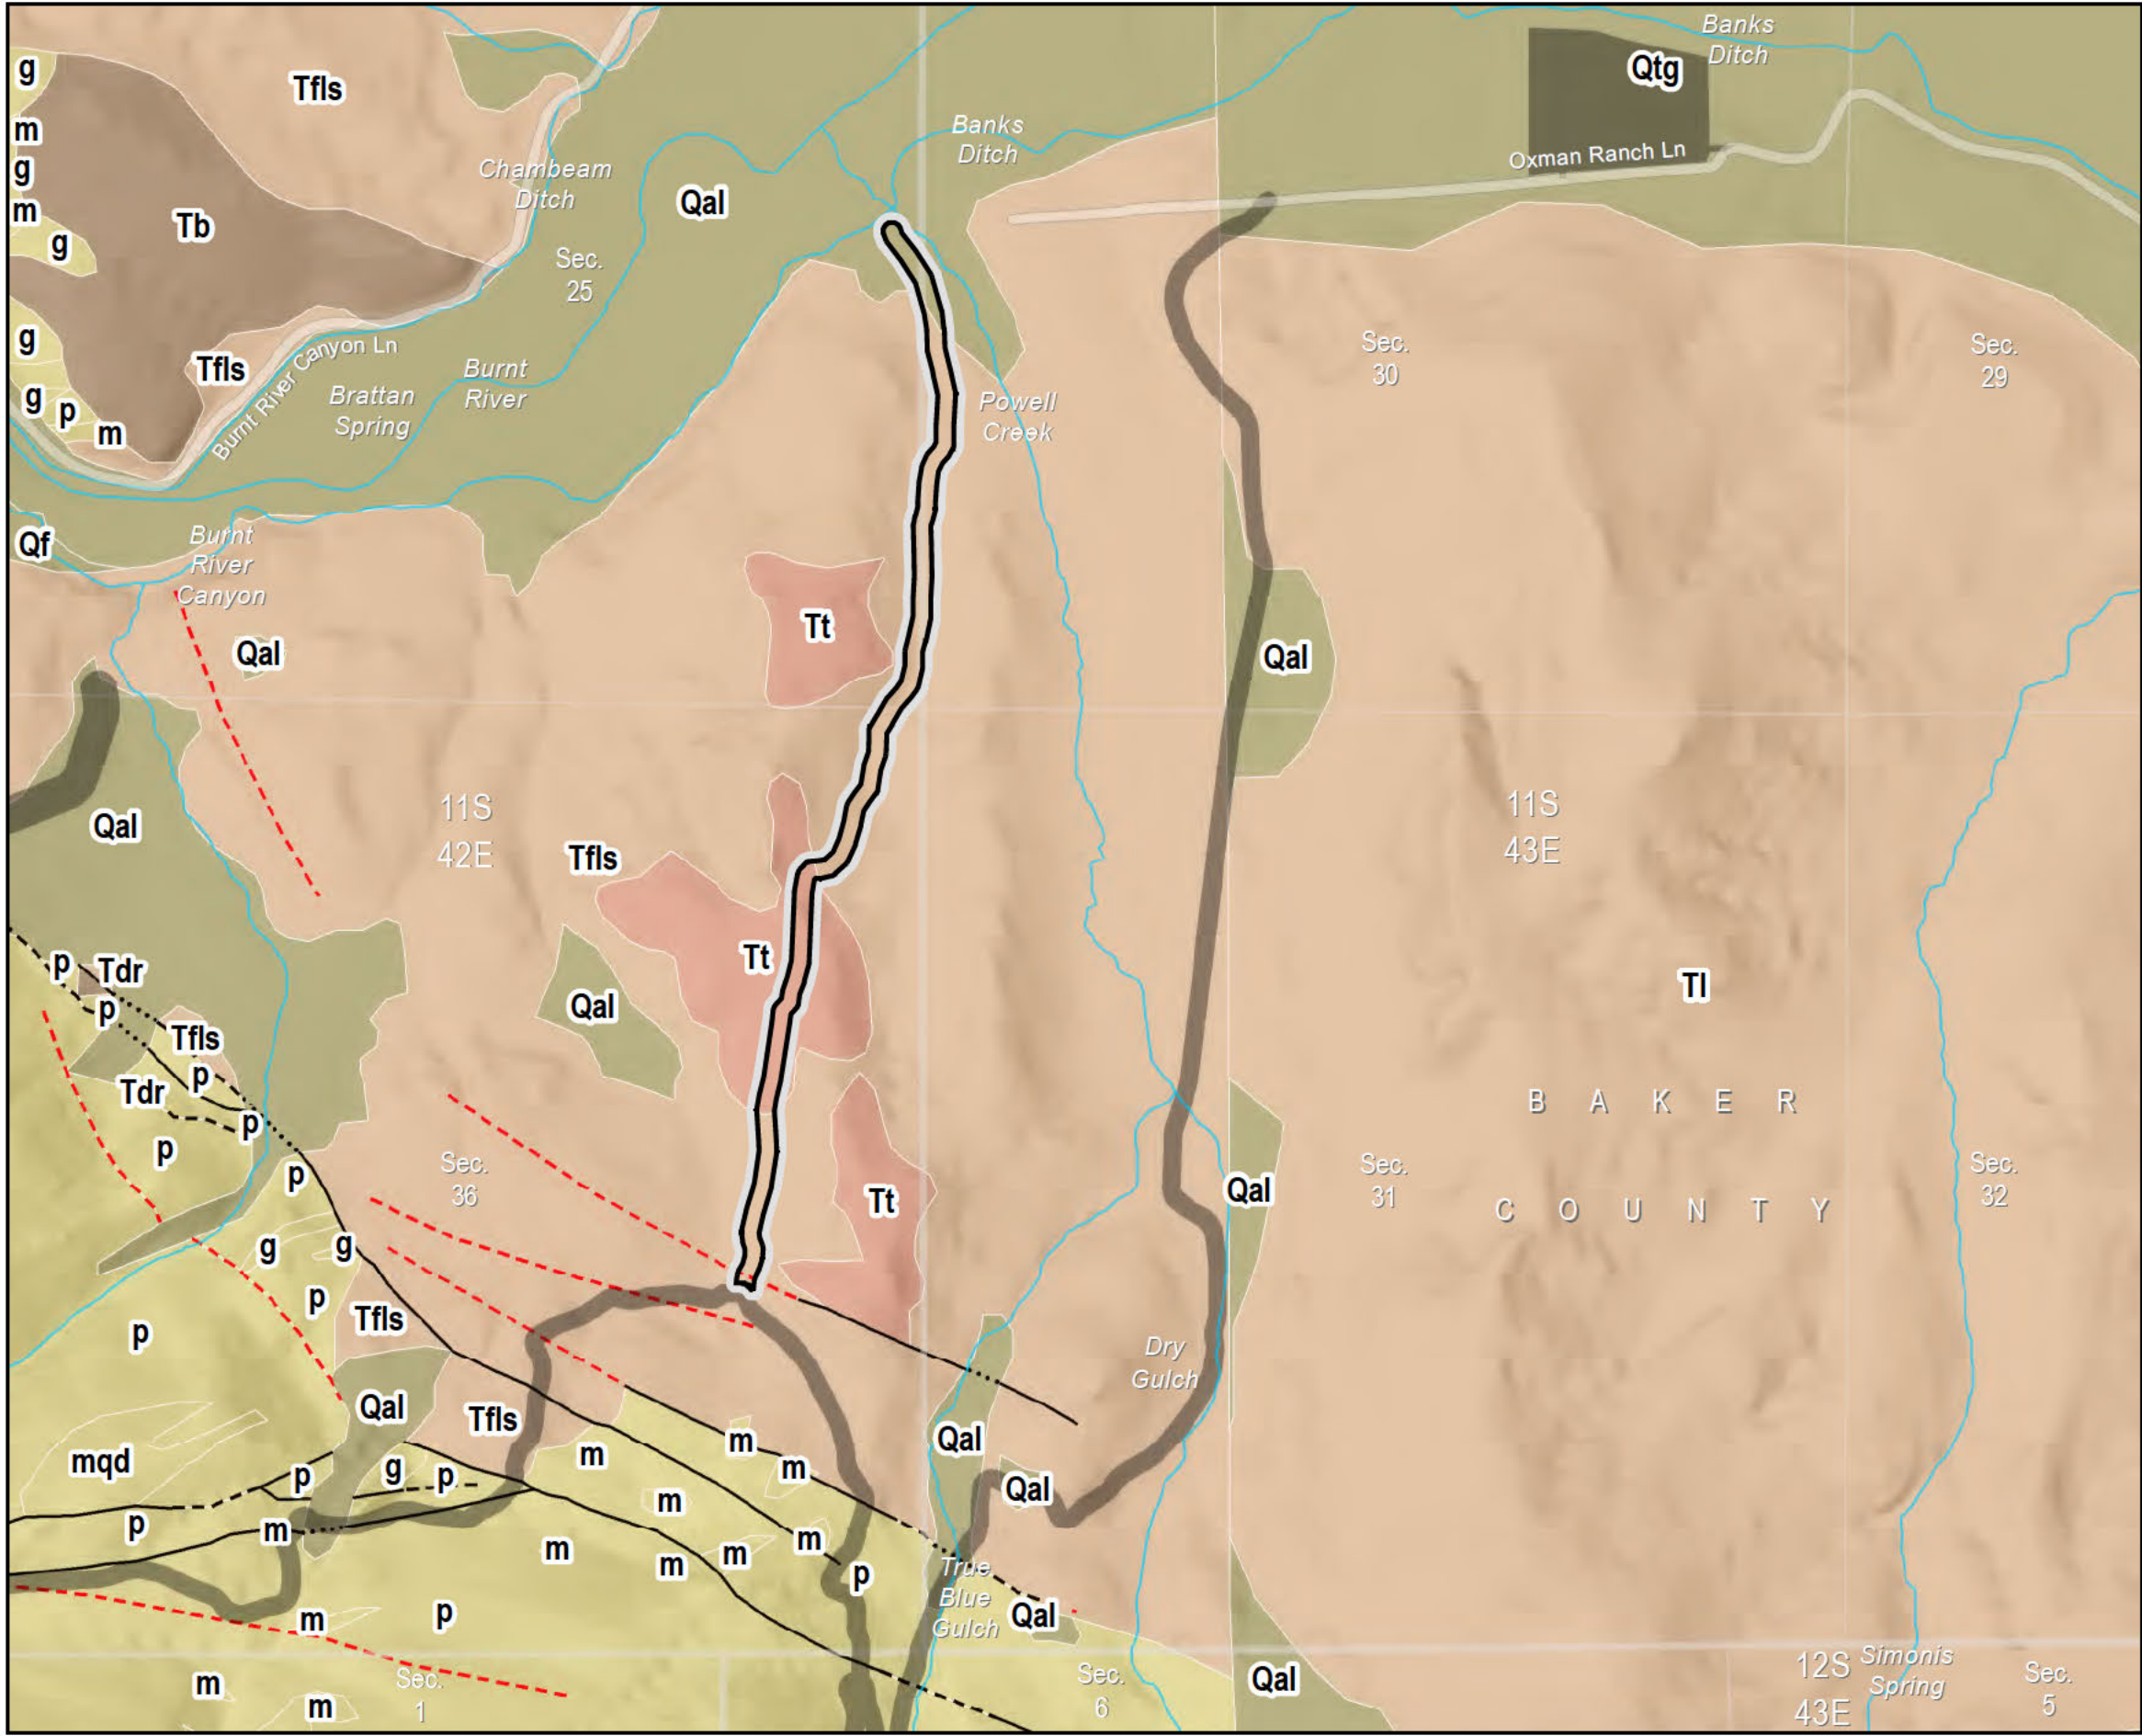 Banks
Ditch
g
Tfls
Qtg
m
Banks
Ditch
Oxman Ranch Ln
g
Chambeam
Ditch
m
Qal
Tb
g
Sec.
25
g
Burnt River Canyon Ln
Sec.
30
Sec.
29
Tfls
Burnt
River
g
p
Brattan
Spring
Powell
Creek
m
Qf
Burnt
River
Canyon
Tt
Qal
Qal
11S
42E
11S
43E
Qal
Tfls
Tt
p
Tdr
Tl
p
Qal
Tfls
p
Tdr
B A K E R
p
p
p
Sec.
36
Sec.
31
Sec.
32
Qal
Tt
C O U N T Y
g
g
p
Tfls
p
Dry
Gulch
Qal
Tfls
m
Qal
m
mqd
p
g
p
m
Qal
m
p
m
m
m
m
m
p
True
Blue
Gulch
m
p
Qal
Simonis
Spring
12S
43E
Sec.
1
Sec.
6
Sec.
5
m
Qal
m